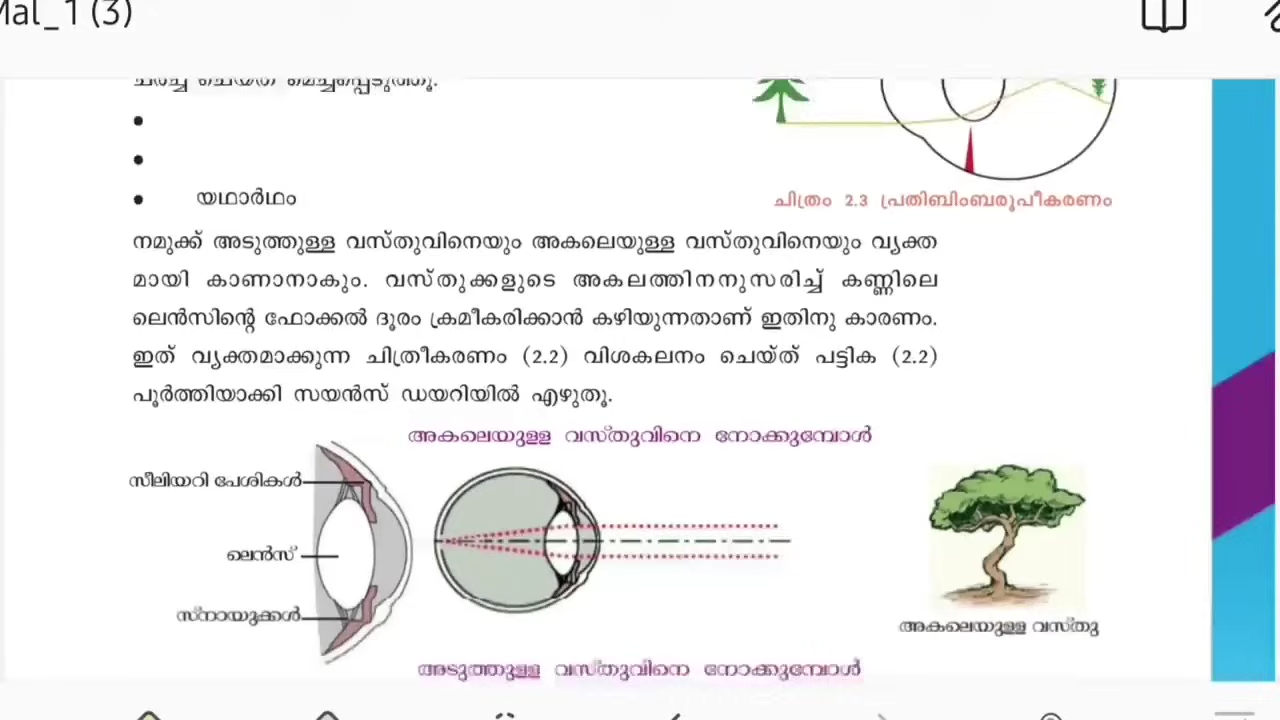 Mal_1 (3)
ചർച്ച ചെയ്ത് മെച്ചപ്പെടുത്തൂ.
•
•
• യഥാർഥം
ചിത്രം 2.3 പ്രതിബിംബരൂപീകരണം
നമുക്ക് അടുത്തുള്ള വസ്തുവിനെയും അകലെയുള്ള വസ്തുവിനെയും വ്യക്ത
മായി കാണാനാകും. വസ്തുക്കളുടെ അകലത്തിനനുസരിച്ച് കണ്ണിലെ
ലെൻസിന്റെ ഫോക്കൽ ദൂരം ക്രമീകരിക്കാൻ കഴിയുന്നതാണ് ഇതിനു കാരണം.
ഇത് വ്യക്തമാക്കുന്ന ചിത്രീകരണം (2.2) വിശകലനം ചെയ്ത് പട്ടിക (2.2)
പൂർത്തിയാക്കി സയൻസ് ഡയറിയിൽ എഴുതൂ.
അകലെയുള്ള വസ്തുവിനെ നോക്കുമ്പോൾ
സീലിയറി പേശികൾ
ലെൻസ്
സ്നായുക്കൾ
അകലെയുള്ള വസ്തു
അടുത്തുള്ള വസ്തുവിനെ നോക്കുമ്പോൾ